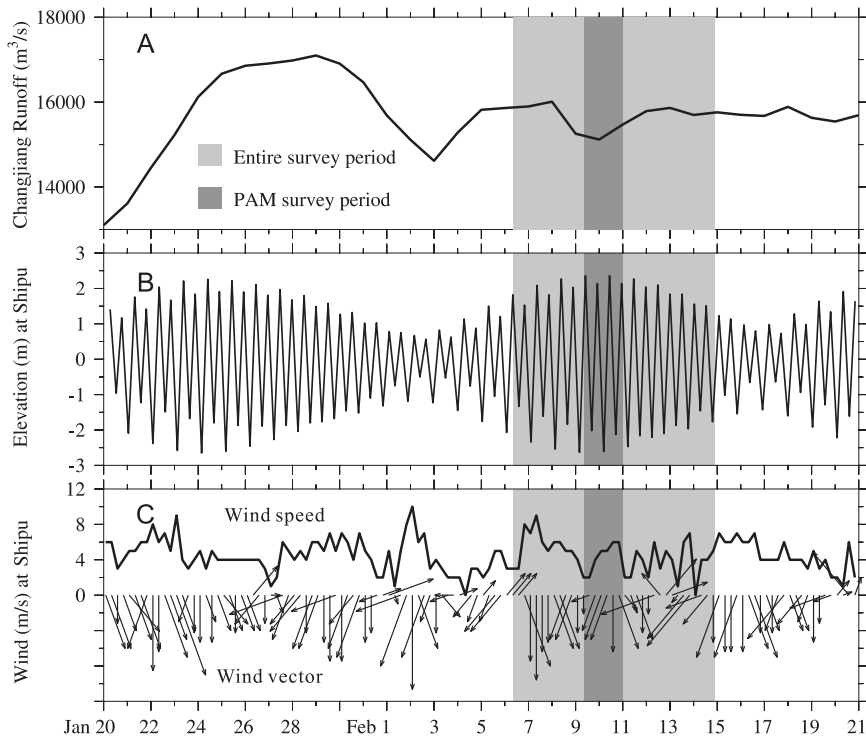 18000
16000
14000
Changjiang Runoff (m³/s)
A
Entire survey period
PAM survey period
3
2
1
0
-1
-2
-3
Elevation (m) at Shipu
B
12
8
4
0
Wind (m/s) at Shipu
C
Wind speed
Wind vector
Jan 20 22 24 26 28 Feb 1 3 5 7 9 11 13 15 17 19 21